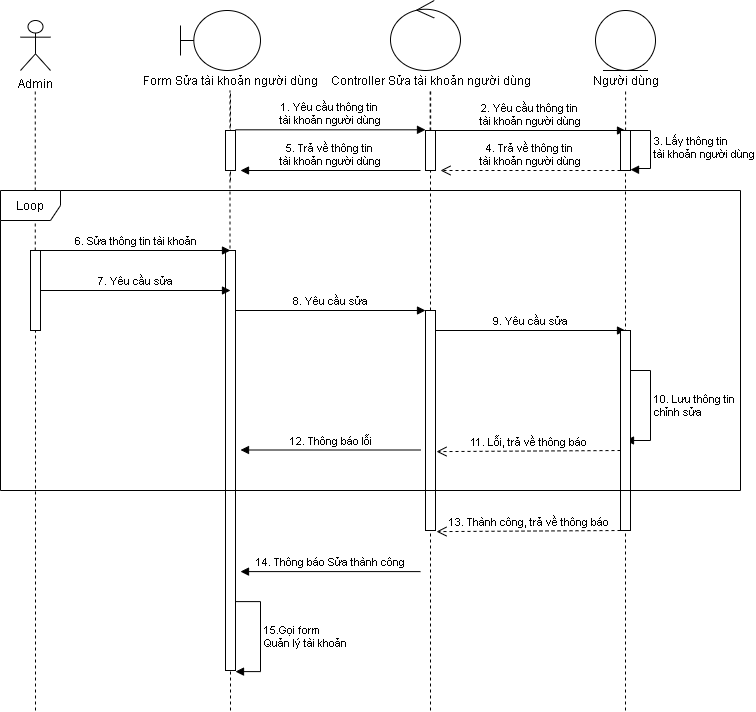 Admin
Form Sửa tài khoản người dùng
Controller Sửa tài khoản người dùng
Người dùng
1. Yêu cầu thông tin
tài khoản người dùng
2. Yêu cầu thông tin
tài khoản người dùng
3. Lấy thông tin
tài khoản người dùng
5. Trả về thông tin
tài khoản người dùng
4. Trả về thông tin
tài khoản người dùng
Loop
6. Sửa thông tin tài khoản
7. Yêu cầu sửa
8. Yêu cầu sửa
9. Yêu cầu sửa
10. Lưu thông tin
chỉnh sửa
12. Thông báo lỗi
11. Lỗi, trả về thông báo
13. Thành công, trả về thông báo
14. Thông báo Sửa thành công
15.Gọi form
Quản lý tài khoản